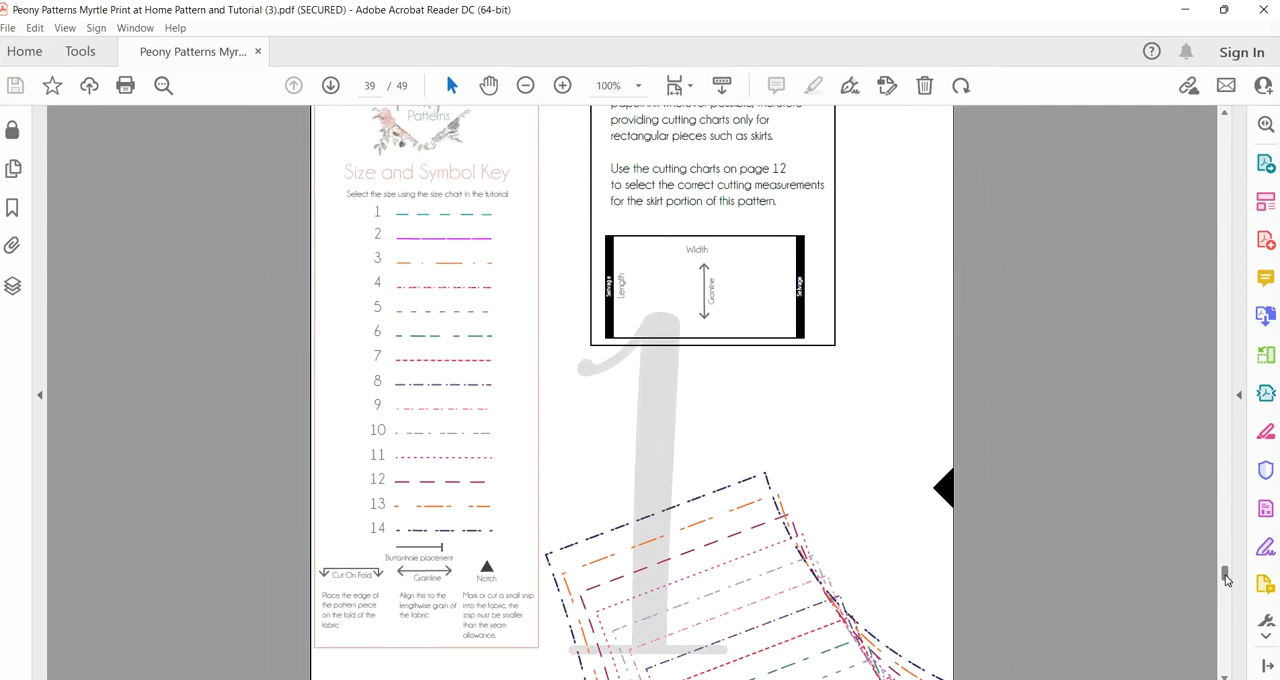 Peony Patterns Myrtle Print at Home Pattern and Tutorial (3).pdf (SECURED) - Adobe Acrobat Reader DC (64-bit)
File Edit View Sign Window Help
Home Tools Peony Patterns Myr... ×
Sign In
39 / 49
100%
Patterns
Size and Symbol Key
Select the size using the size chart in the tutorial
1
2
3
4
5
6
7
8
9
10
11
12
13
14
Buttonhole placement
Cut On Fold
Grainline
Notch
Place the edge of
the pattern piece
on the fold of the
fabric
Align this to the
lengthwise grain of
the fabric
Mark or cut a small snip
into the fabric, the
snip must be smaller
than the seam
allowance.
providing cutting charts only for
rectangular pieces such as skirts.
Use the cutting charts on page 12
to select the correct cutting measurements
for the skirt portion of this pattern.
Width
Selvage
Length
Grainline
Selvage
1